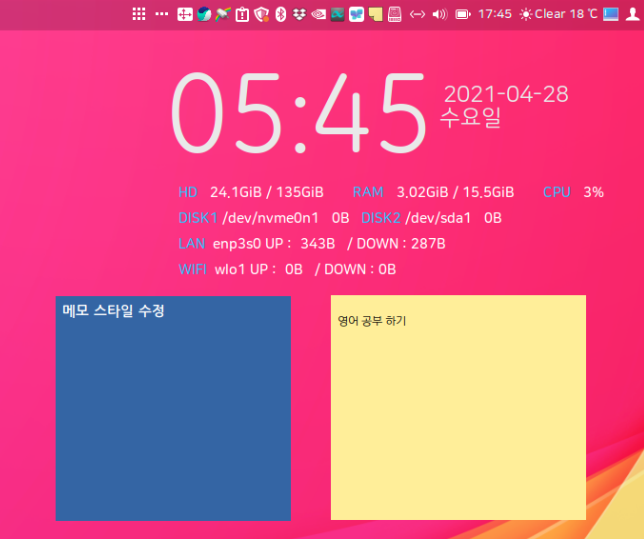 17:45 Clear 18 ℃
05:45
2021-04-28
수요일
HD 24.1GiB / 135GiB RAM 3.02GiB / 15.5GiB CPU 3%
DISK1 /dev/nvme0n1 0B DISK2 /dev/sda1 0B
LAN enp3s0 UP : 343B / DOWN : 287B
WIFI wlo1 UP : 0B / DOWN : 0B
메모 스타일 수정
영어 공부 하기